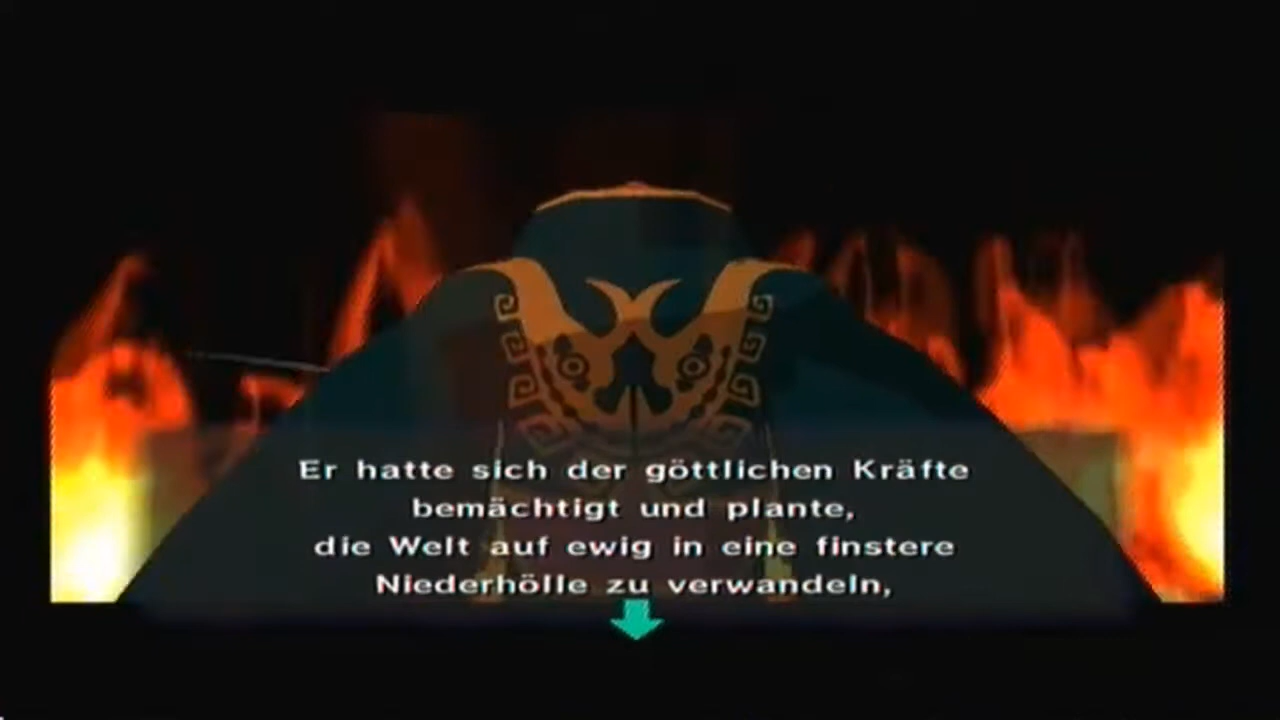 Er hatte sich der göttlichen Kräfte
bemächtigt und plante,
die Welt auf ewig in eine finstere
Niederhölle zu verwandeln,